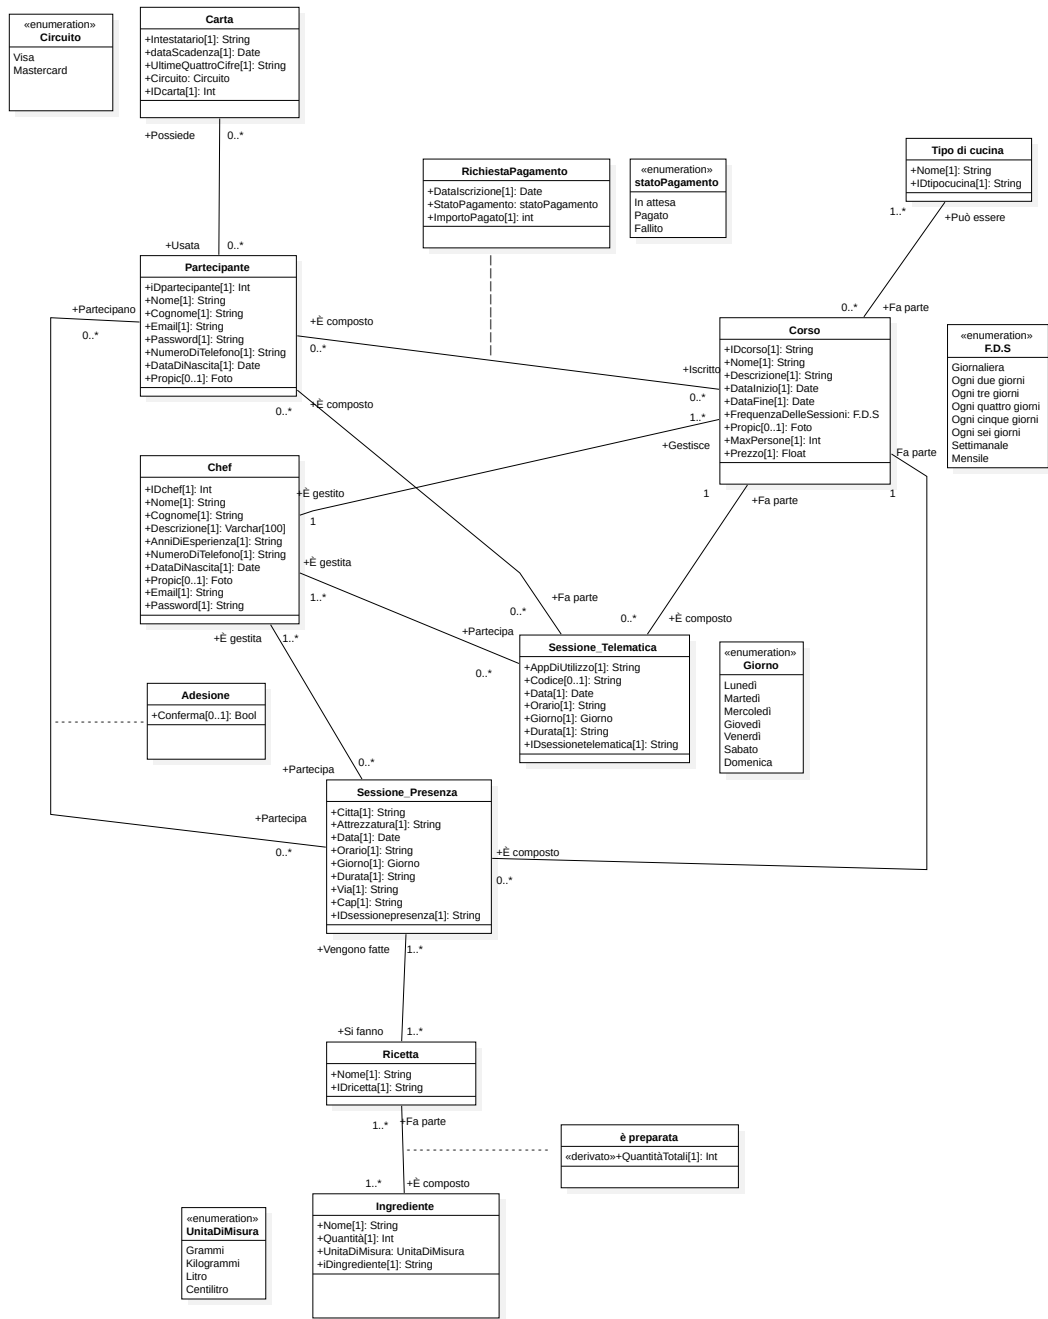 «enumeration»
Circuito
Visa
Mastercard
Carta
+Intestatario[1]: String
+dataScadenza[1]: Date
+UltimeQuattroCifre[1]: String
+Circuito: Circuito
+IDcarta[1]: Int
+Possiede
0..*
+Usata
0..*
RichiestaPagamento
+DataIscrizione[1]: Date
+StatoPagamento: statoPagamento
+ImportoPagato[1]: int
«enumeration»
statoPagamento
In attesa
Pagato
Fallito
Tipo di cucina
+Nome[1]: String
+IDtipocucina[1]: String
1..*
+Può essere
0..*
+Fa parte
Partecipante
+iDpartecipante[1]: Int
+Nome[1]: String
+Cognome[1]: String
+Email[1]: String
+Password[1]: String
+NumeroDiTelefono[1]: String
+DataDiNascita[1]: Date
+Propic[0..1]: Foto
+Partecipano
0..*
+È composto
0..*
+Iscritto
0..*
0..*
+È composto
Corso
+IDcorso[1]: String
+Nome[1]: String
+Descrizione[1]: String
+DataInizio[1]: Date
+DataFine[1]: Date
+FrequenzaDelleSessioni: F.D.S
+Propic[0..1]: Foto
+MaxPersone[1]: Int
+Prezzo[1]: Float
«enumeration»
F.D.S
Giornaliera
Ogni due giorni
Ogni tre giorni
Ogni quattro giorni
Ogni cinque giorni
Ogni sei giorni
Settimanale
Mensile
1..*
+Gestisce
Fa parte
1
1
+Fa parte
Chef
+IDchef[1]: Int
+Nome[1]: String
+Cognome[1]: String
+Descrizione[1]: Varchar[100]
+AnniDiEsperienza[1]: String
+NumeroDiTelefono[1]: String
+DataDiNascita[1]: Date
+Propic[0..1]: Foto
+Email[1]: String
+Password[1]: String
+È gestito
1
+È gestita
1..*
+È gestita
1..*
+Fa parte
0..*
0..*
+È composto
+Partecipa
0..*
Sessione_Telematica
+AppDiUtilizzo[1]: String
+Codice[0..1]: String
+Data[1]: Date
+Orario[1]: String
+Giorno[1]: Giorno
+Durata[1]: String
+IDsessionetelematica[1]: String
«enumeration»
Giorno
Lunedì
Martedì
Mercoledì
Giovedì
Venerdì
Sabato
Domenica
Adesione
+Conferma[0..1]: Bool
0..*
+Partecipa
+Partecipa
0..*
Sessione_Presenza
+Citta[1]: String
+Attrezzatura[1]: String
+Data[1]: Date
+Orario[1]: String
+Giorno[1]: Giorno
+Durata[1]: String
+Via[1]: String
+Cap[1]: String
+IDsessionepresenza[1]: String
+È composto
0..*
+Vengono fatte
1..*
+Si fanno
1..*
Ricetta
+Nome[1]: String
+IDricetta[1]: String
1..*
+Fa parte
è preparata
«derivato»+QuantitàTotali[1]: Int
1..*
+È composto
«enumeration»
UnitaDiMisura
Grammi
Kilogrammi
Litro
Centilitro
Ingrediente
+Nome[1]: String
+Quantità[1]: Int
+UnitaDiMisura: UnitaDiMisura
+iDingrediente[1]: String